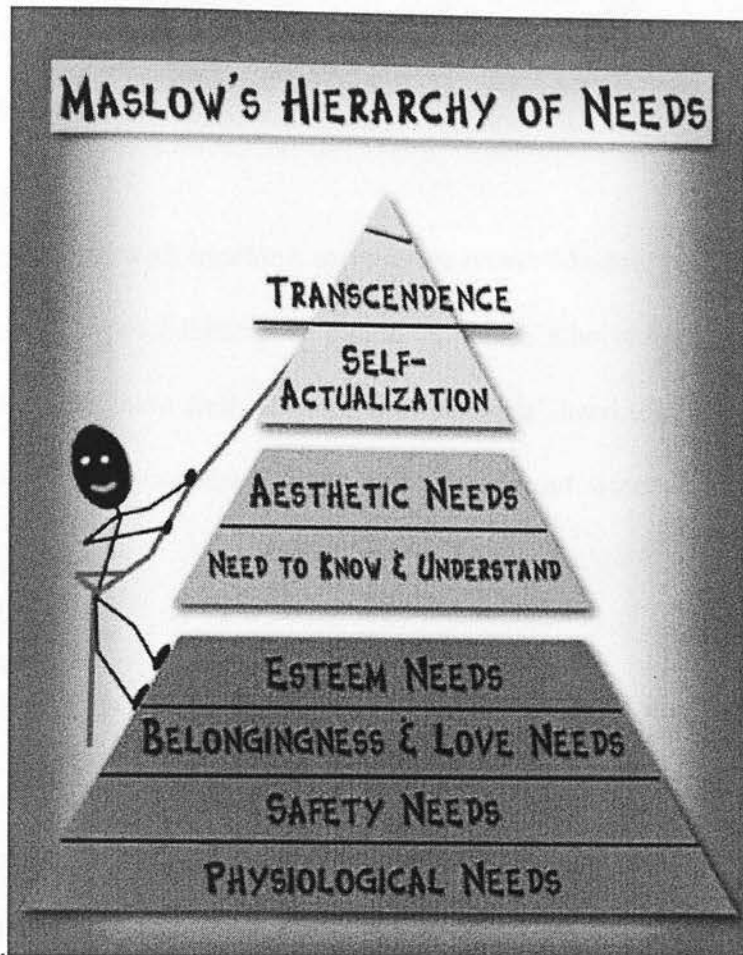 MASLOW'S HIERARCHY OF NEEDS
TRANSCENDENCE
SELF-
ACTUALIZATION
AESTHETIC NEEDS
NEED TO KNOW & UNDERSTAND
ESTEEM NEEDS
BELONGINGNESS & LOVE NEEDS
SAFETY NEEDS
PHYSIOLOGICAL NEEDS